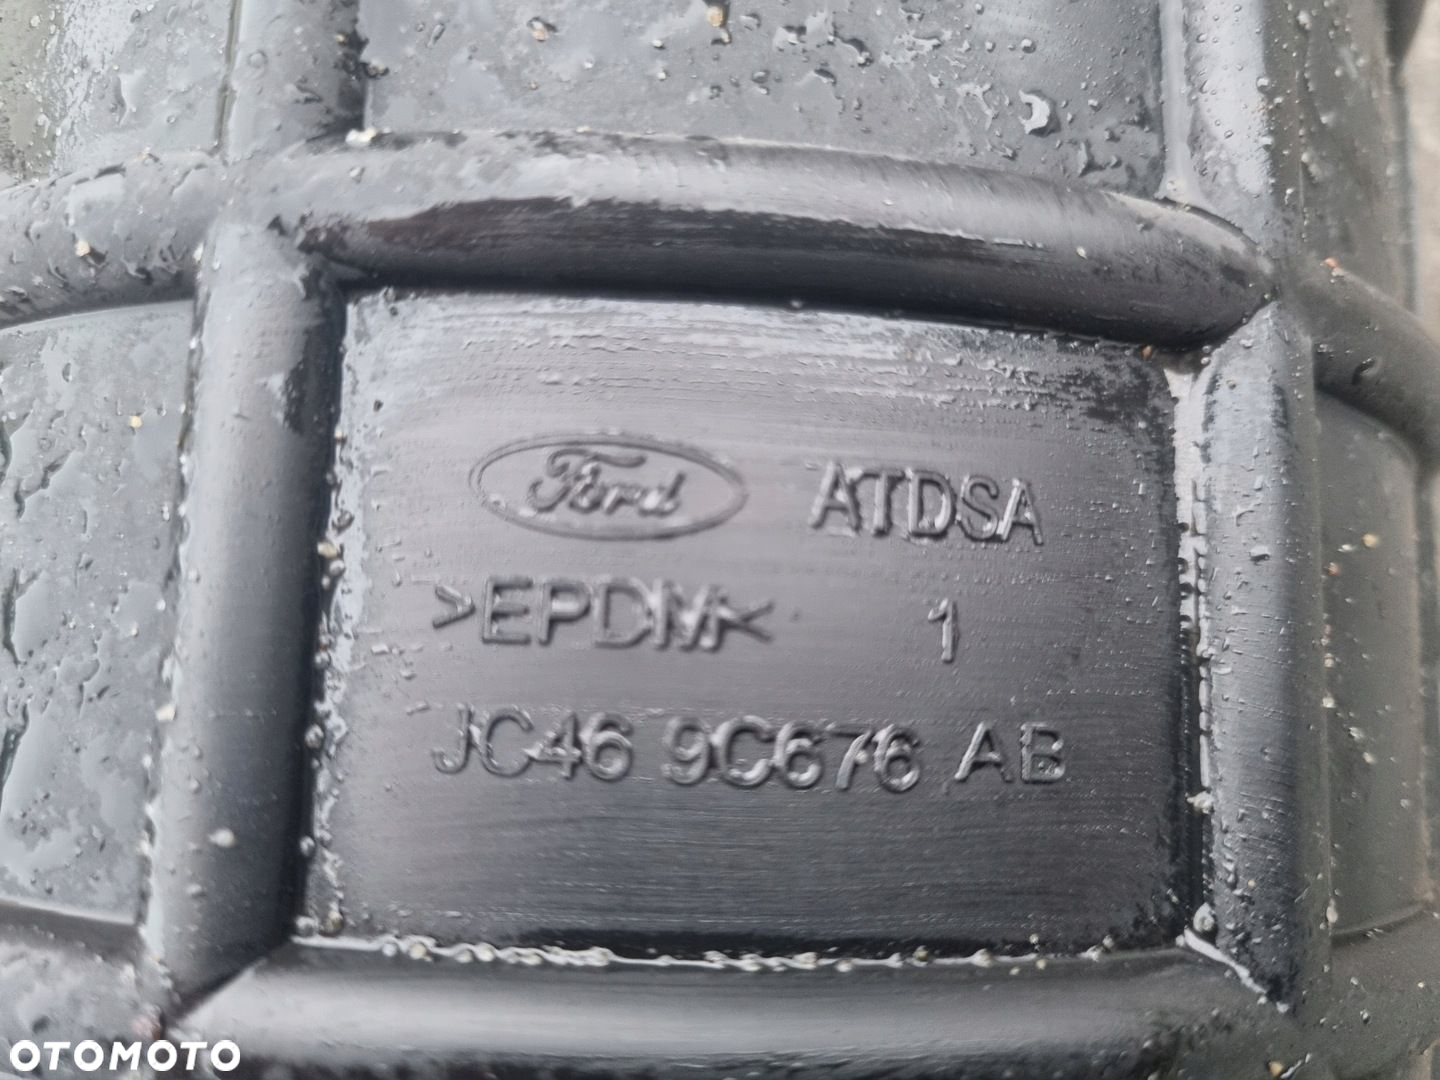 Ford ATDSA
>EPDM< 1
JC46 9C676 AB
OTOMOTO